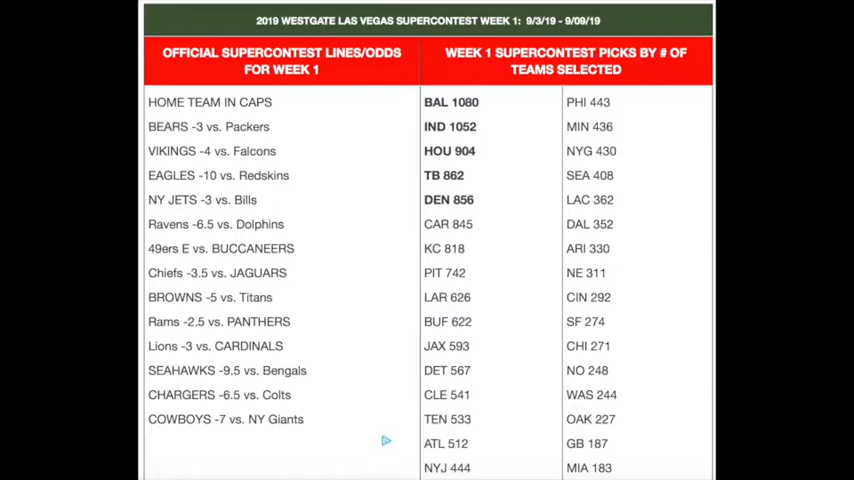 2019 WESTGATE LAS VEGAS SUPERCONTEST WEEK 1: 9/3/19 - 9/09/19
OFFICIAL SUPERCONTEST LINES/ODDS
FOR WEEK 1
WEEK 1 SUPERCONTEST PICKS BY # OF
TEAMS SELECTED
HOME TEAM IN CAPS
BEARS -3 vs. Packers
VIKINGS -4 vs. Falcons
EAGLES -10 vs. Redskins
NY JETS -3 vs. Bills
Ravens -6.5 vs. Dolphins
49ers E vs. BUCCANEERS
Chiefs -3.5 vs. JAGUARS
BROWNS -5 vs. Titans
Rams -2.5 vs. PANTHERS
Lions -3 vs. CARDINALS
SEAHAWKS -9.5 vs. Bengals
CHARGERS -6.5 vs. Colts
COWBOYS -7 vs. NY Giants
BAL 1080
IND 1052
HOU 904
TB 862
DEN 856
CAR 845
KC 818
PIT 742
LAR 626
BUF 622
JAX 593
DET 567
CLE 541
TEN 533
ATL 512
NYJ 444
PHI 443
MIN 436
NYG 430
SEA 408
LAC 362
DAL 352
ARI 330
NE 311
CIN 292
SF 274
CHI 271
NO 248
WAS 244
OAK 227
GB 187
MIA 183